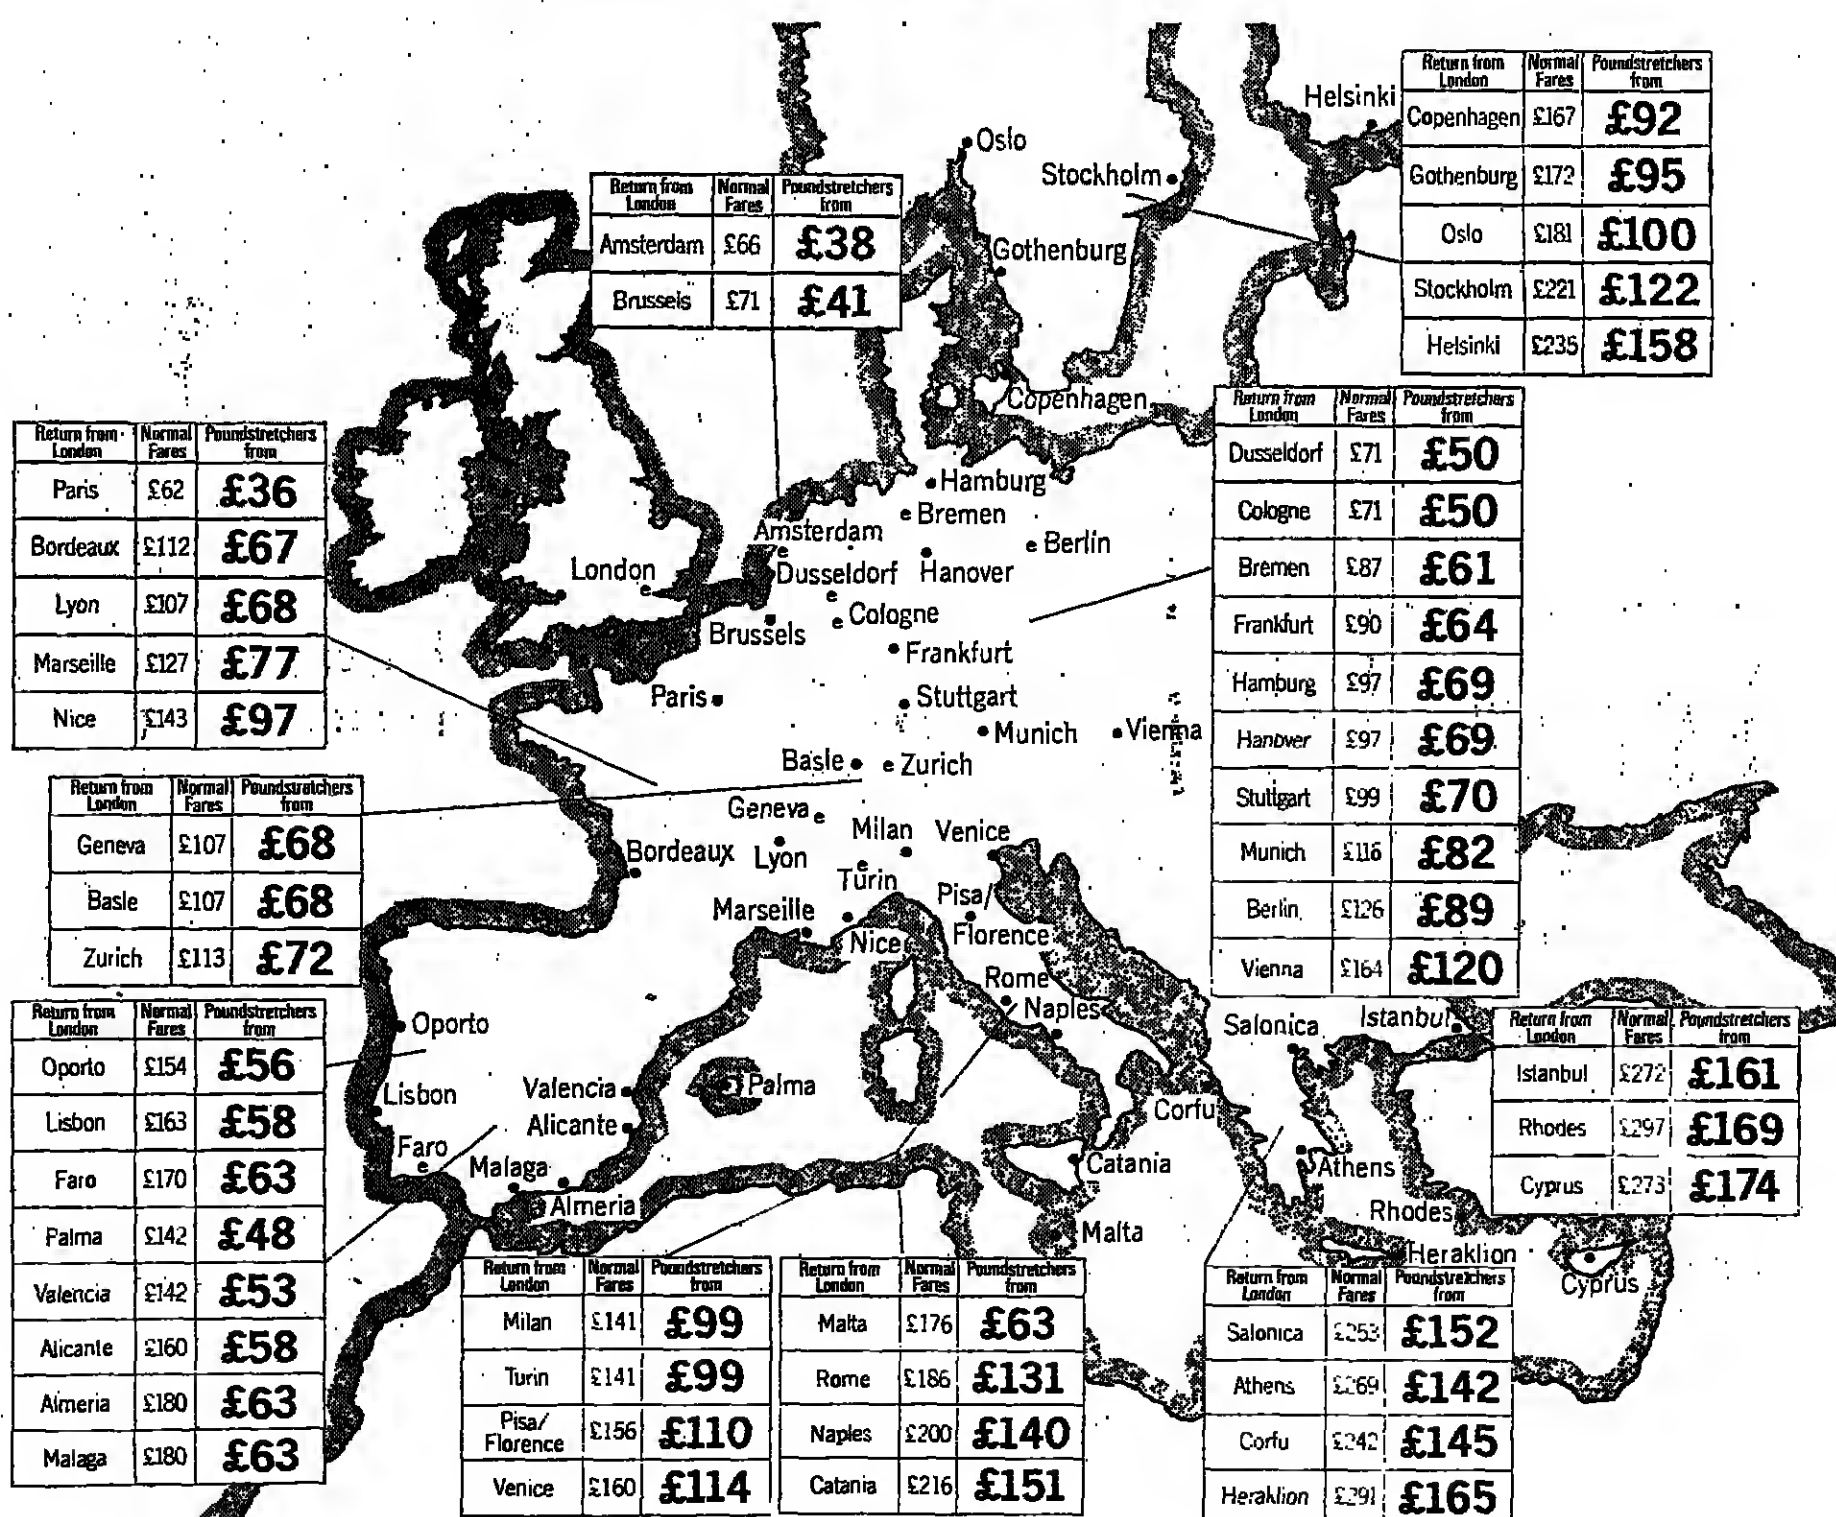 Return from London Normal Fares Poundstretchers from
Copenhagen £167 £92
Gothenburg £172 £95
Oslo £181 £100
Stockholm £221 £122
Helsinki £235 £158
Return from London Normal Fares Poundstretchers from
Amsterdam £66 £38
Brussels £71 £41
Return from London Normal Fares Poundstretchers from
Paris £62 £36
Bordeaux £112 £67
Lyon £107 £68
Marseille £127 £77
Nice £143 £97
Return from London Normal Fares Poundstretchers from
Dusseldorf £71 £50
Cologne £71 £50
Bremen £87 £61
Frankfurt £90 £64
Hamburg £97 £69
Hanover £97 £69
Stuttgart £99 £70
Munich £116 £82
Berlin £126 £89
Vienna £164 £120
Return from London Normal Fares Poundstretchers from
Geneva £107 £68
Basle £107 £68
Zurich £113 £72
Return from London Normal Fares Poundstretchers from
Oporto £154 £56
Lisbon £163 £58
Faro £170 £63
Palma £142 £48
Valencia £142 £53
Alicante £160 £58
Almeria £180 £63
Malaga £180 £63
Return from London Normal Fares Poundstretchers from
Milan £141 £99
Turin £141 £99
Pisa/
Florence £156 £110
Venice £160 £114
Return from London Normal Fares Poundstretchers from
Malta £176 £63
Rome £186 £131
Naples £200 £140
Catania £216 £151
Return from London Normal Fares Poundstretchers from
Istanbul £272 £161
Rhodes £297 £169
Cyprus £273 £174
Return from London Normal Fares Poundstretchers from
Salonica £253 £152
Athens £269 £142
Corfu £242 £145
Heraklion £291 £165
Helsinki
Oslo
Stockholm
Gothenburg
Copenhagen
Hamburg
Bremen
Amsterdam
Berlin
London
Dusseldorf
Hanover
Cologne
Brussels
Frankfurt
Paris
Stuttgart
Munich
Vienna
Basle
Zurich
Geneva
Milan
Venice
Bordeaux
Lyon
Turin
Marseille
Pisa/
Florence
Nice
Rome
Naples
Oporto
Salonica
Istanbul
Lisbon
Valencia
Palma
Alicante
Corfu
Faro
Malaga
Catania
Athens
Almeria
Rhodes
Malta
Heraklion
Cyprus